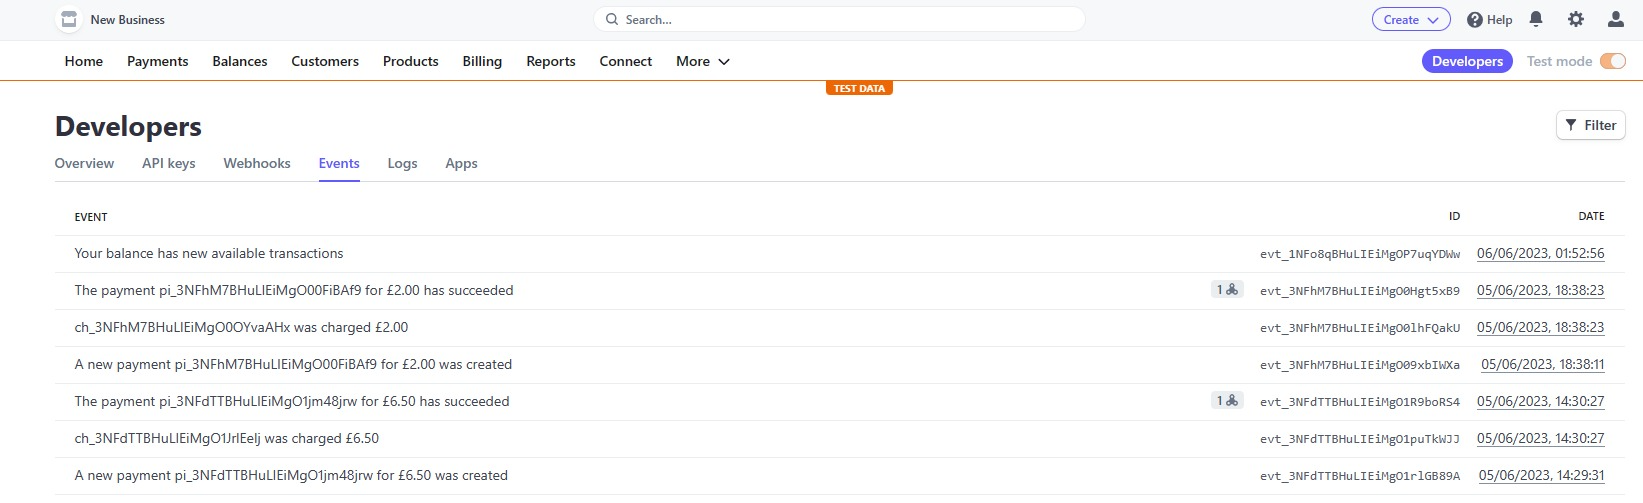 New Business Search... Create Help
Home Payments Balances Customers Products Billing Reports Connect More Developers Test mode
TEST DATA
Developers Filter
Overview API keys Webhooks Events Logs Apps
EVENT ID DATE
Your balance has new available transactions evt_1NFo8qBHuLIEiMgOP7uqYDWw 06/06/2023, 01:52:56
The payment pi_3NFhM7BHuLIEiMgO00FiBAf9 for £2.00 has succeeded 1 evt_3NFhM7BHuLIEiMgO0Hgt5xB9 05/06/2023, 18:38:23
ch_3NFhM7BHuLIEiMgO0OYvaAHx was charged £2.00 evt_3NFhM7BHuLIEiMgO0lhFQakU 05/06/2023, 18:38:23
A new payment pi_3NFhM7BHuLIEiMgO00FiBAf9 for £2.00 was created evt_3NFhM7BHuLIEiMgO09xbIWXa 05/06/2023, 18:38:11
The payment pi_3NFdTTBHuLIEiMgO1jm48jrw for £6.50 has succeeded 1 evt_3NFdTTBHuLIEiMgO1R9boRS4 05/06/2023, 14:30:27
ch_3NFdTTBHuLIEiMgO1JrIEelj was charged £6.50 evt_3NFdTTBHuLIEiMgO1puTkWJJ 05/06/2023, 14:30:27
A new payment pi_3NFdTTBHuLIEiMgO1jm48jrw for £6.50 was created evt_3NFdTTBHuLIEiMgO1rlGB89A 05/06/2023, 14:29:31